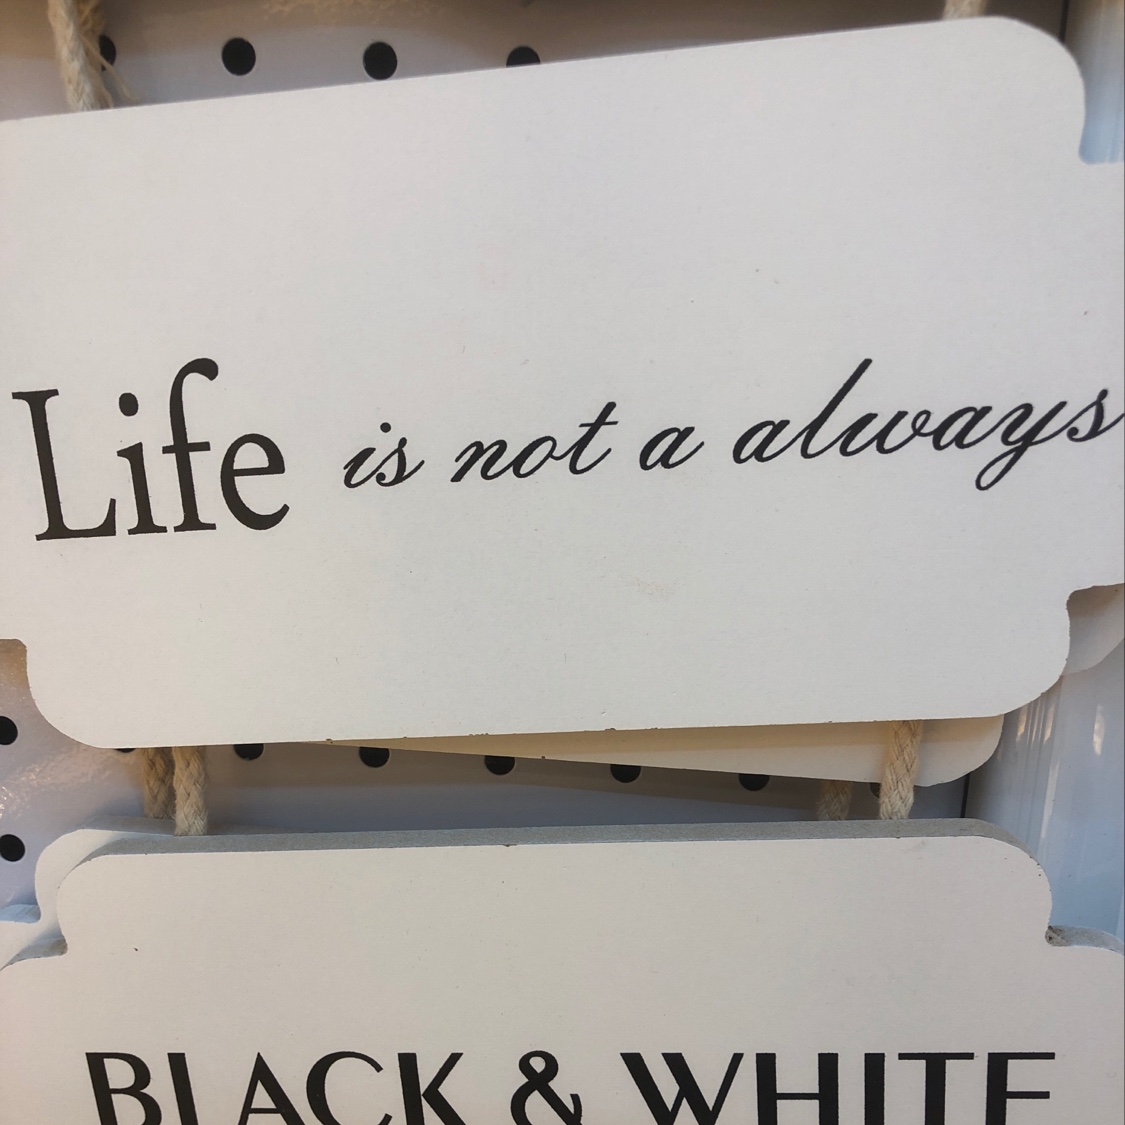 Life is not a always
BLACK & WHITE